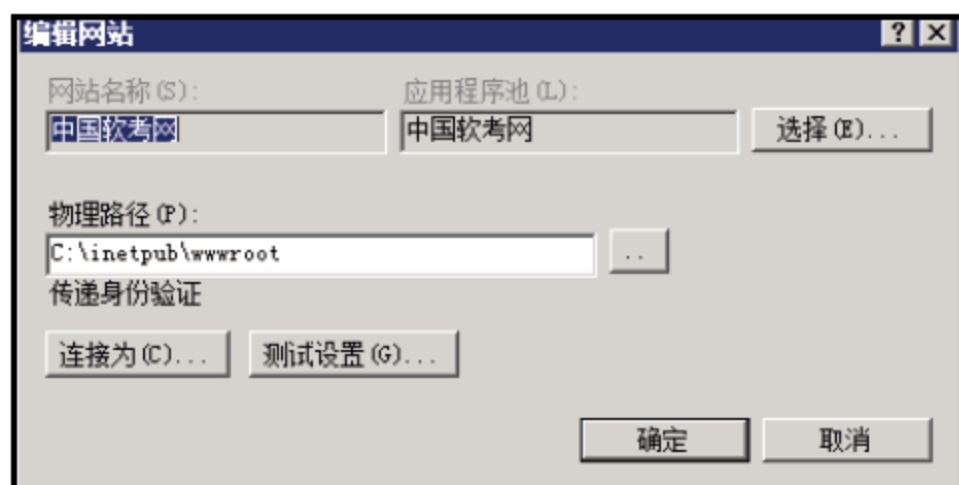 编辑网站
网站名称(S): 应用程序池(L):
中国软考网 中国软考网 选择(E)...
物理路径(P):
C:\inetpub\wwwroot ..
传递身份验证
连接为(C)... 测试设置(G)...
确定 取消